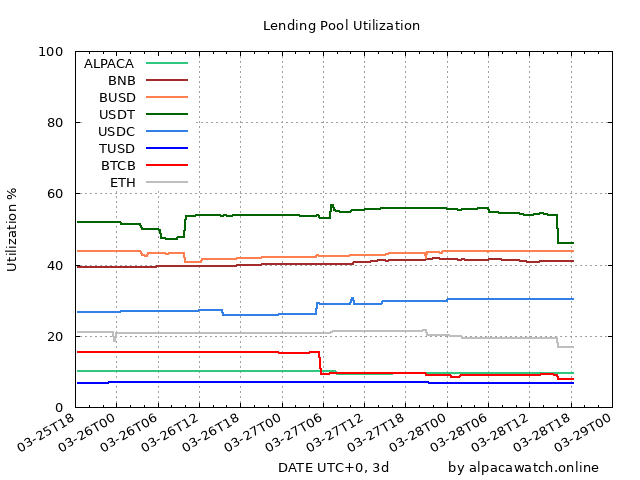 Lending Pool Utilization
100
80
60
40
20
0
Utilization %
ALPACA
BNB
BUSD
USDT
USDC
TUSD
BTCB
ETH
03-25T18
03-26T00
03-26T06
03-26T12
03-26T18
03-27T00
03-27T06
03-27T12
03-27T18
03-28T00
03-28T06
03-28T12
03-28T18
03-29T00
DATE UTC+0, 3d
by alpacawatch.online